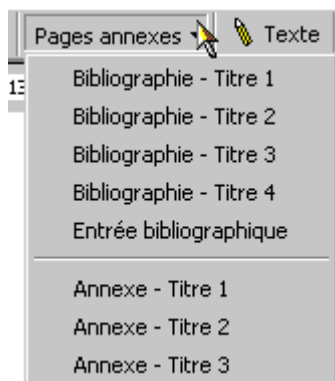 Pages annexes Texte
13
Bibliographie - Titre 1
Bibliographie - Titre 2
Bibliographie - Titre 3
Bibliographie - Titre 4
Entrée bibliographique
Annexe - Titre 1
Annexe - Titre 2
Annexe - Titre 3